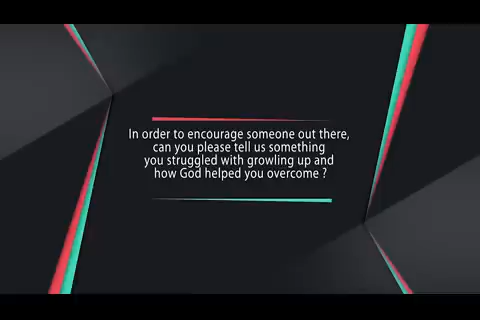 In order to encourage someone out there,
can you please tell us something
you struggled with growling up and
how God helped you overcome ?